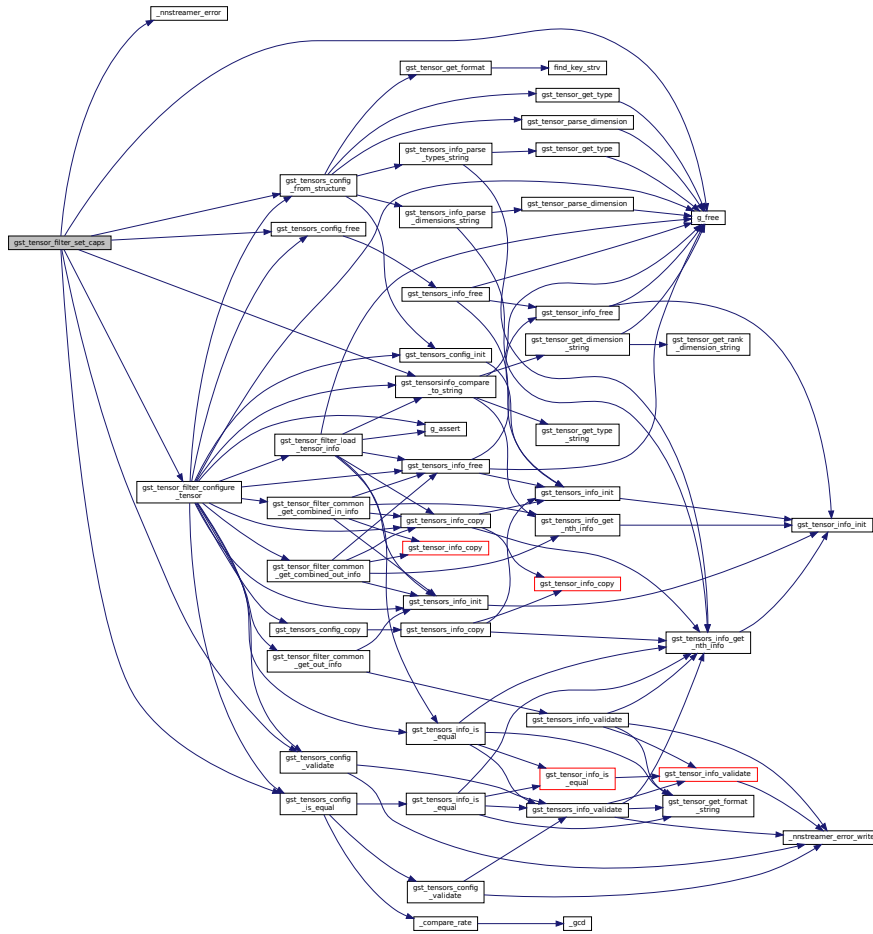 _nnstreamer_error
gst_tensor_get_format
find_key_strv
gst_tensor_get_type
gst_tensor_parse_dimension
gst_tensors_info_parse
_types_string
gst_tensor_get_type
gst_tensors_config
_from_structure
gst_tensors_info_parse
_dimensions_string
gst_tensor_parse_dimension
g_free
gst_tensor_filter_set_caps
gst_tensors_config_free
gst_tensors_info_free
gst_tensor_info_free
gst_tensor_get_dimension
_string
gst_tensor_get_rank
_dimension_string
gst_tensors_config_init
gst_tensorsinfo_compare
_to_string
g_assert
gst_tensor_get_type
_string
gst_tensor_filter_load
_tensor_info
gst_tensors_info_free
gst_tensor_filter_configure
_tensor
gst_tensors_info_init
gst_tensor_filter_common
_get_combined_in_info
gst_tensors_info_copy
gst_tensors_info_get
_nth_info
gst_tensor_info_init
gst_tensor_info_copy
gst_tensor_filter_common
_get_combined_out_info
gst_tensor_info_copy
gst_tensors_info_init
gst_tensors_config_copy
gst_tensors_info_copy
gst_tensors_info_get
_nth_info
gst_tensor_filter_common
_get_out_info
gst_tensors_info_validate
gst_tensors_info_is
_equal
gst_tensors_config
_validate
gst_tensor_info_is
_equal
gst_tensor_info_validate
gst_tensors_config
_is_equal
gst_tensors_info_is
_equal
gst_tensors_info_validate
gst_tensor_get_format
_string
_nnstreamer_error_write
gst_tensors_config
_validate
_compare_rate
_gcd